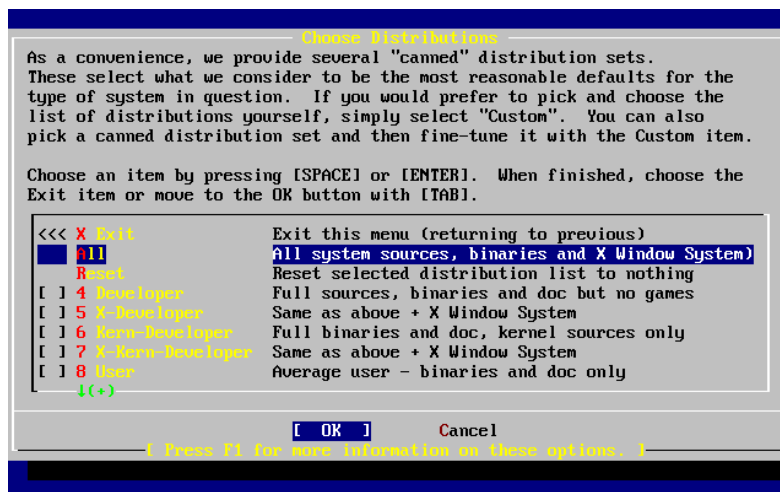 Choose Distributions
As a convenience, we provide several "canned" distribution sets.
These select what we consider to be the most reasonable defaults for the
type of system in question.  If you would prefer to pick and choose the
list of distributions yourself, simply select "Custom".  You can also
pick a canned distribution set and then fine-tune it with the Custom item.
Choose an item by pressing [SPACE] or [ENTER].  When finished, choose the
Exit item or move to the OK button with [TAB].
<<< X Exit Exit this menu (returning to previous)
All All system sources, binaries and X Window System)
Reset Reset selected distribution list to nothing
[ ] 4 Developer Full sources, binaries and doc but no games
[ ] 5 X-Developer Same as above + X Window System
[ ] 6 Kern-Developer Full binaries and doc, kernel sources only
[ ] 7 X-Kern-Developer Same as above + X Window System
[ ] 8 User Average user - binaries and doc only
↓(+)
[ OK ] Cancel
[ Press F1 for more information on these options. ]